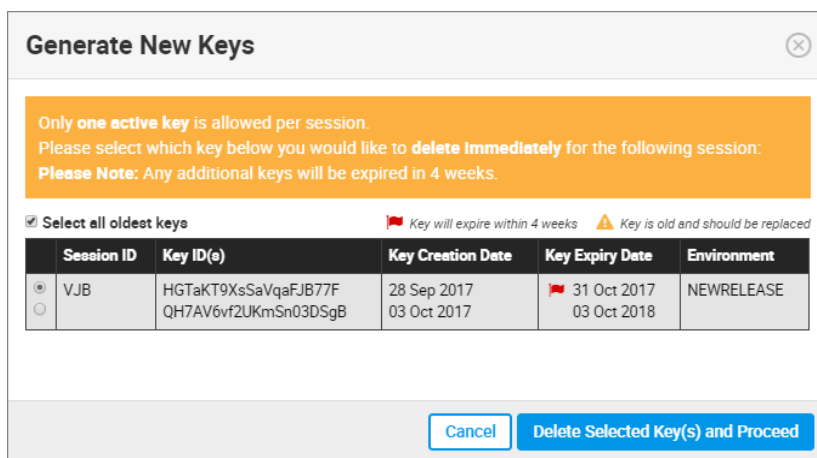 Generate New Keys
Only one active key is allowed per session.
Please select which key below you would like to delete immediately for the following session:
Please Note: Any additional keys will be expired in 4 weeks.
Select all oldest keys
Key will expire within 4 weeks
Key is old and should be replaced
Session ID Key ID(s) Key Creation Date Key Expiry Date Environment
VJB HGTaKT9XsSaVqaFJB77F 28 Sep 2017 31 Oct 2017 NEWRELEASE
QH7AV6vf2UKmSn03DSgB 03 Oct 2017 03 Oct 2018
Cancel
Delete Selected Key(s) and Proceed